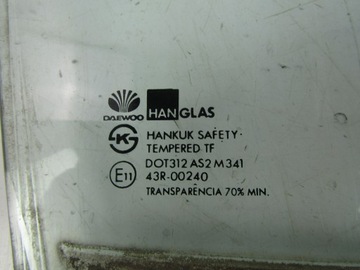 DAEWOO HANGLAS
HANKUK SAFETY
TEMPERED TF
DOT312 AS2 M341
E11 43R-00240
TRANSPARÊNCIA 70% MIN.